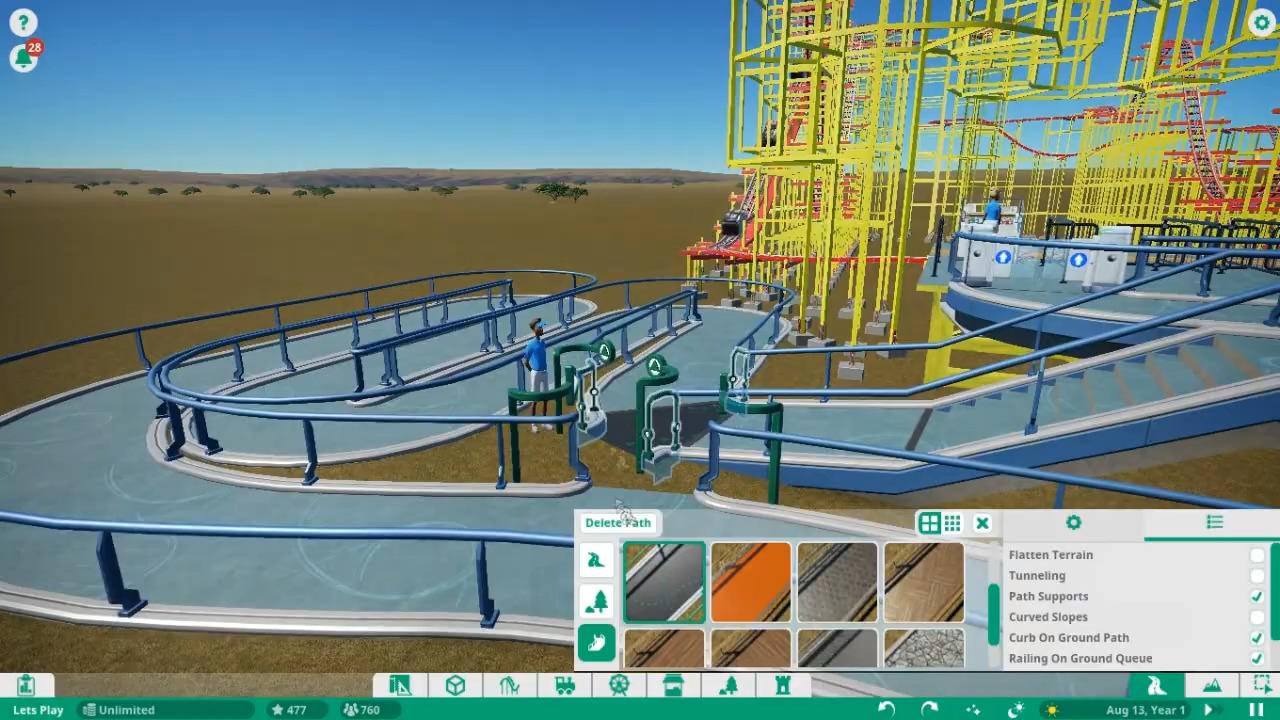 ?
28
Delete Path
Flatten Terrain
Tunneling
Path Supports
Curved Slopes
Curb On Ground Path
Railing On Ground Queue
Lets Play
Unlimited
477
760
Aug 13, Year 1